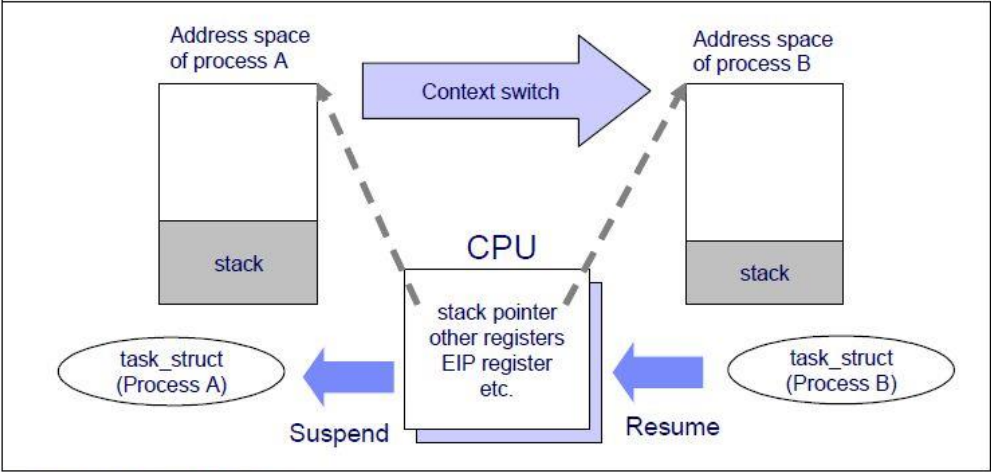 Address space
of process A
Context switch
Address space
of process B
stack
CPU
stack
stack pointer
other registers
EIP register
etc.
task_struct
(Process A)
Suspend
Resume
task_struct
(Process B)